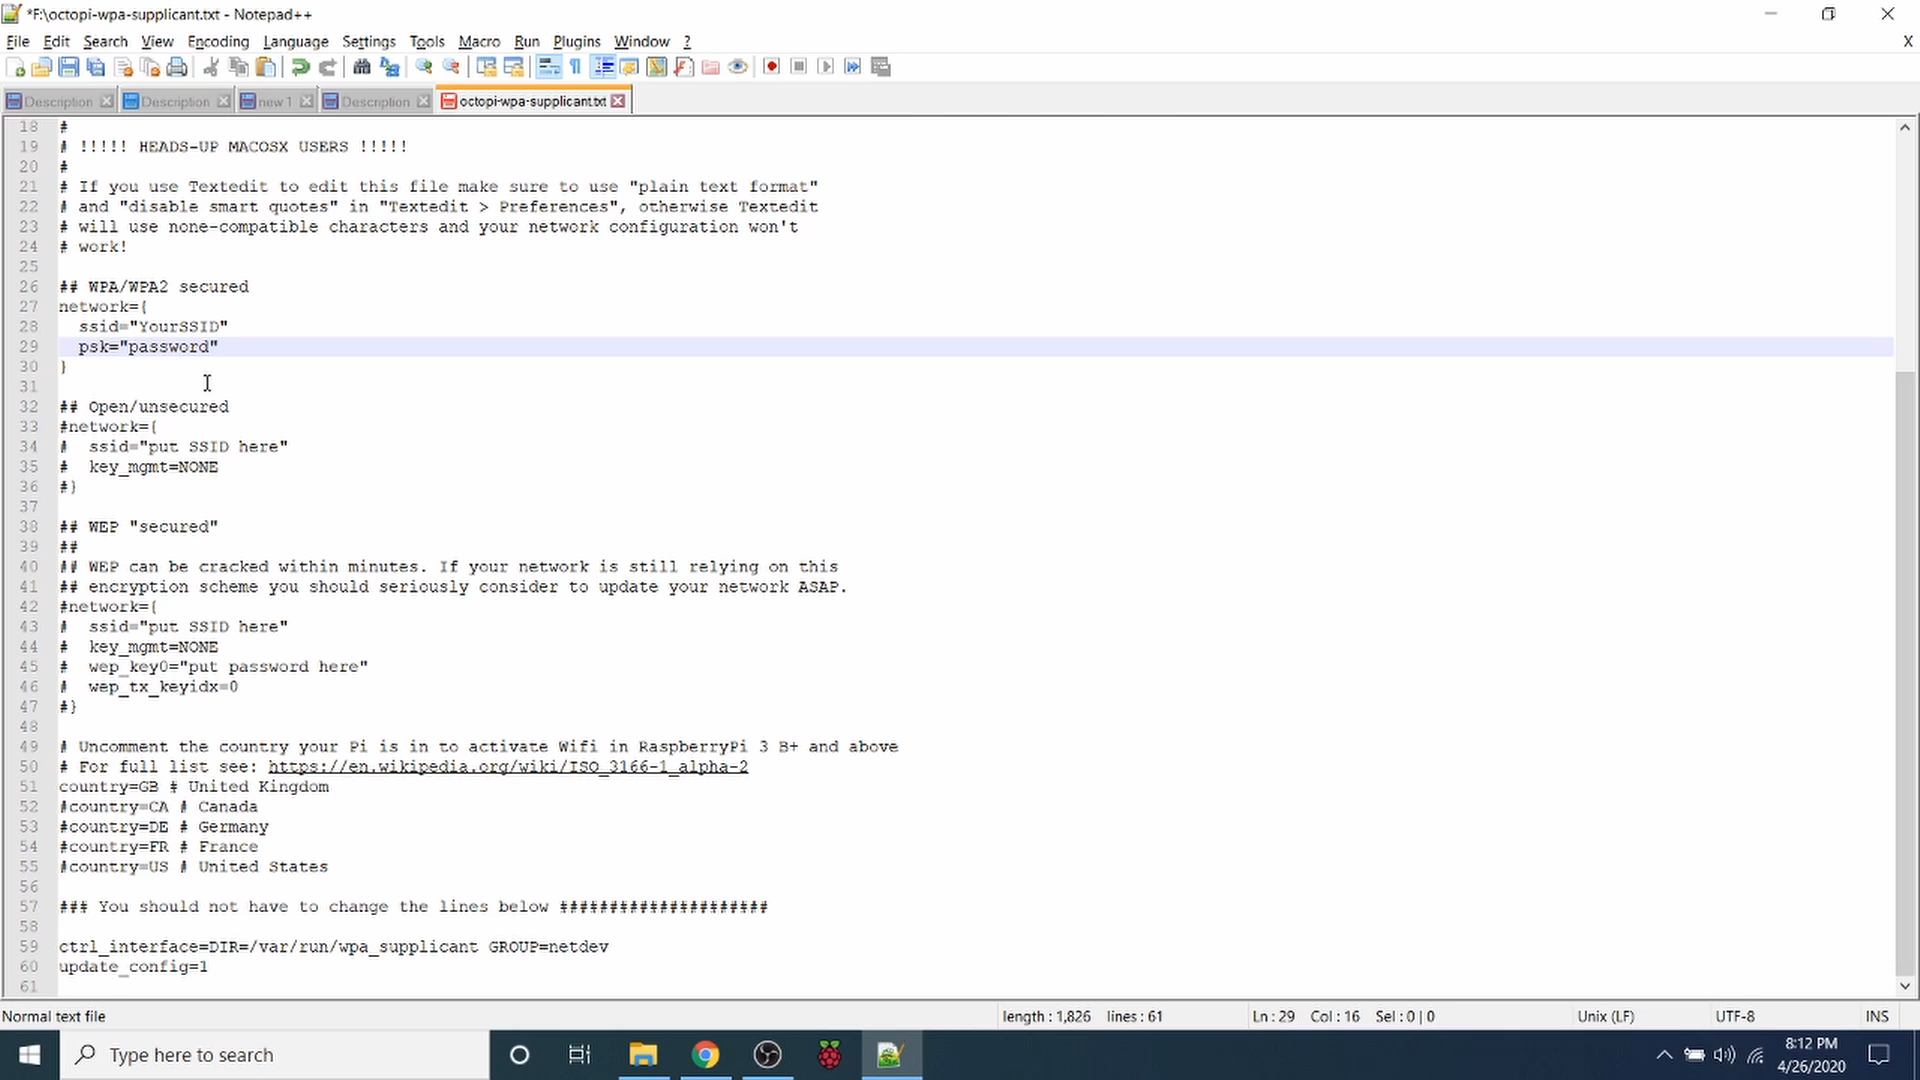 *F:\octopi-wpa-supplicant.txt - Notepad++
File Edit Search View Encoding Language Settings Tools Macro Run Plugins Window ? X
Description Description new 1 Description octopi-wpa-supplicant.txt
18 #
19 # !!!!! HEADS-UP MACOSX USERS !!!!!
20 #
21 # If you use Textedit to edit this file make sure to use "plain text format"
22 # and "disable smart quotes" in "Textedit > Preferences", otherwise Textedit
23 # will use none-compatible characters and your network configuration won't
24 # work!
25
26 ## WPA/WPA2 secured
27 network={
28 ssid="YourSSID"
29 psk="password"
30 }
31
32 ## Open/unsecured
33 #network={
34 # ssid="put SSID here"
35 # key_mgmt=NONE
36 #}
37
38 ## WEP "secured"
39 ##
40 ## WEP can be cracked within minutes. If your network is still relying on this
41 ## encryption scheme you should seriously consider to update your network ASAP.
42 #network={
43 # ssid="put SSID here"
44 # key_mgmt=NONE
45 # wep_key0="put password here"
46 # wep_tx_keyidx=0
47 #}
48
49 # Uncomment the country your Pi is in to activate Wifi in RaspberryPi 3 B+ and above
50 # For full list see: https://en.wikipedia.org/wiki/ISO_3166-1_alpha-2
51 country=GB # United Kingdom
52 #country=CA # Canada
53 #country=DE # Germany
54 #country=FR # France
55 #country=US # United States
56
57 ### You should not have to change the lines below #####################
58
59 ctrl_interface=DIR=/var/run/wpa_supplicant GROUP=netdev
60 update_config=1
61
Normal text file length : 1,826 lines : 61 Ln : 29 Col : 16 Sel : 0 | 0 Unix (LF) UTF-8 INS
Type here to search
8:12 PM
4/26/2020